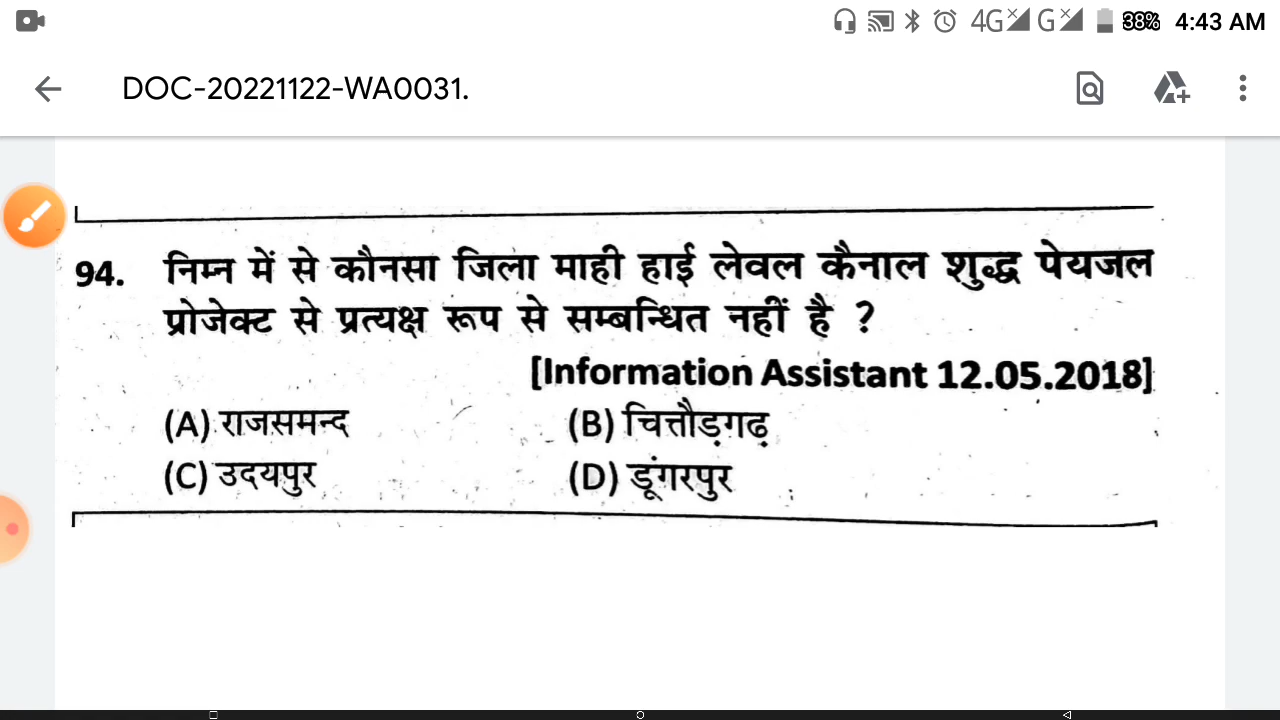 4G G 38% 4:43 AM
DOC-20221122-WA0031.
94. निम्न में से कौनसा जिला माही हाई लेवल कैनाल शुद्ध पेयजल
प्रोजेक्ट से प्रत्यक्ष रूप से सम्बन्धित नहीं है ?
[Information Assistant 12.05.2018]
(A) राजसमन्द (B) चित्तौड़गढ़
(C) उदयपुर (D) डूंगरपुर